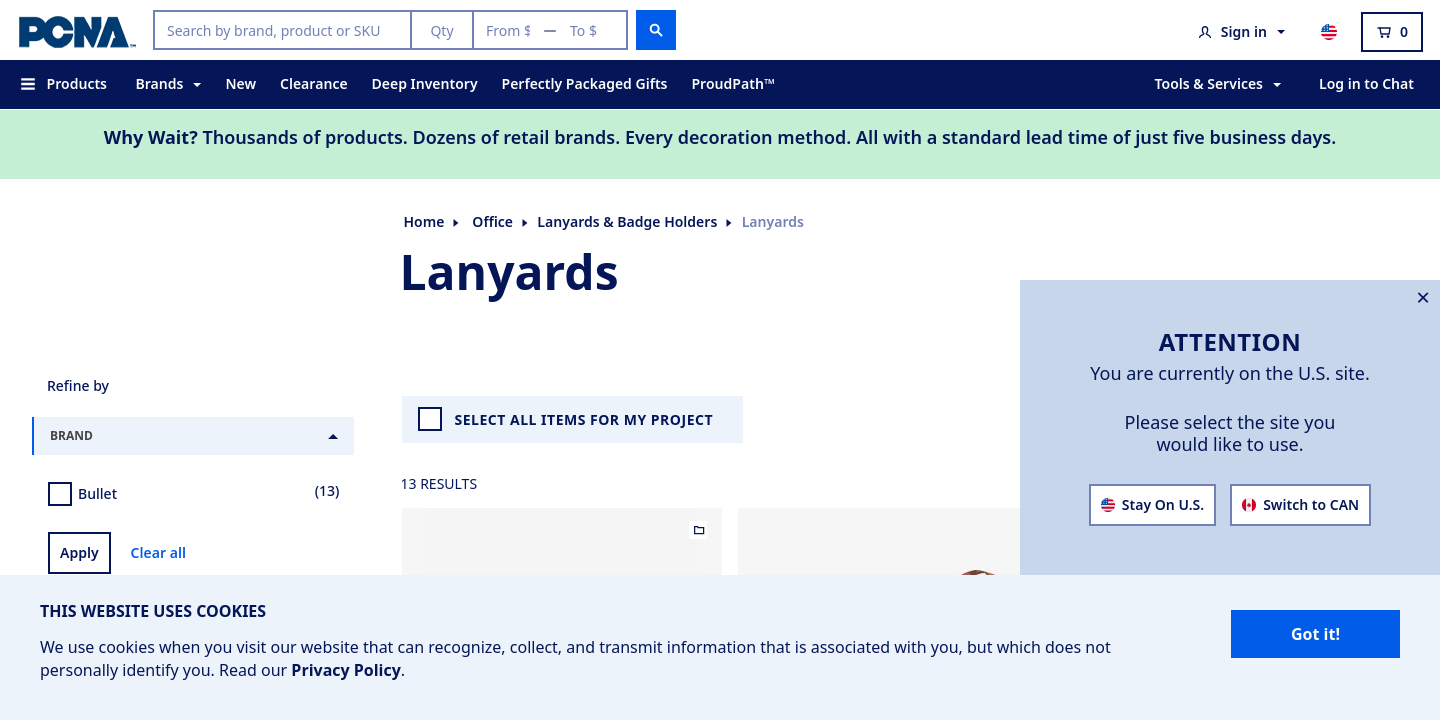 PCNA™
Search by brand, product or SKU
Qty
From $ — To $
Sign in
0
Products
Brands
New
Clearance
Deep Inventory
Perfectly Packaged Gifts
ProudPath™
Tools & Services
Log in to Chat
Why Wait? Thousands of products. Dozens of retail brands. Every decoration method. All with a standard lead time of just five business days.
Home
Office
Lanyards & Badge Holders
Lanyards
Lanyards
ATTENTION
You are currently on the U.S. site.
Please select the site you
would like to use.
Stay On U.S.
Switch to CAN
Refine by
BRAND
Bullet
(13)
Apply
Clear all
SELECT ALL ITEMS FOR MY PROJECT
13 RESULTS
THIS WEBSITE USES COOKIES
We use cookies when you visit our website that can recognize, collect, and transmit information that is associated with you, but which does not
personally identify you. Read our Privacy Policy.
Got it!